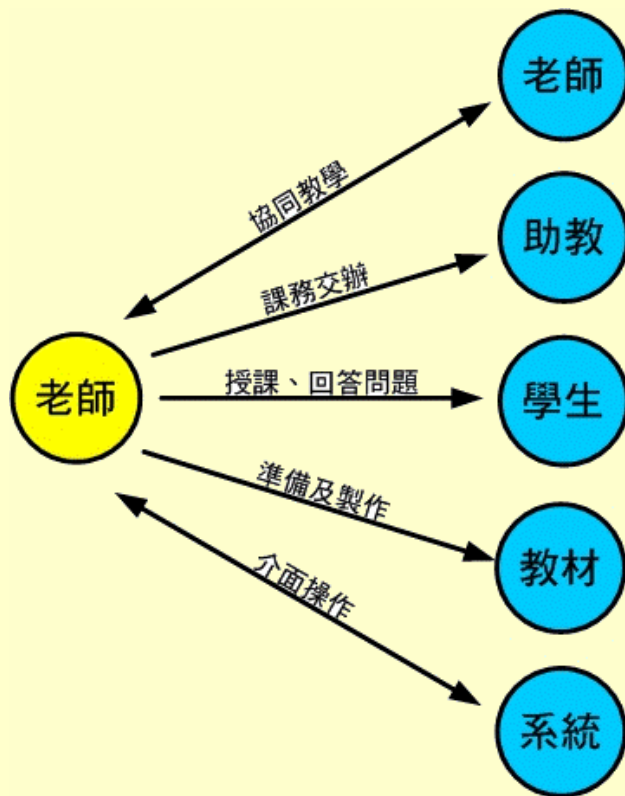 老師
協同教學
助教
課務交辦
老師
授課、回答問題
學生
準備及製作
教材
介面操作
系統